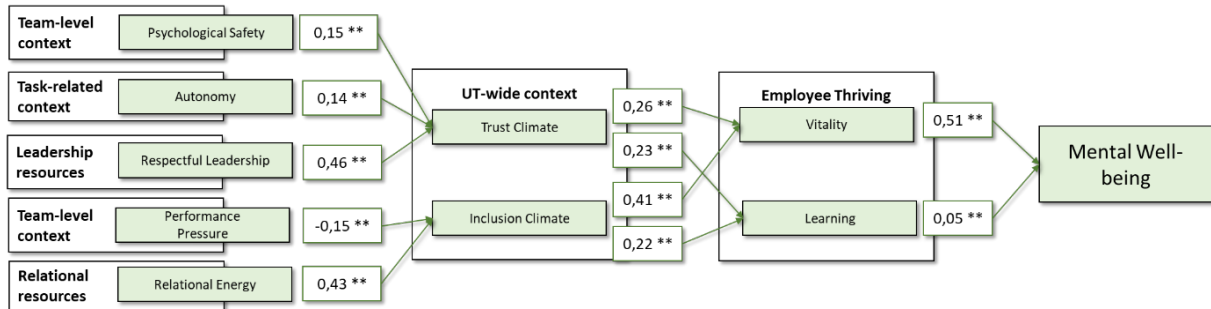 Team-level
context
Psychological Safety
0,15 **
Task-related
context
Autonomy
0,14 **
Leadership
resources
Respectful Leadership
0,46 **
Team-level
context
Performance
Pressure
-0,15 **
Relational
resources
Relational Energy
0,43 **
UT-wide context
Trust Climate
Inclusion Climate
0,26 **
0,23 **
0,41 **
0,22 **
Employee Thriving
Vitality
Learning
0,51 **
0,05 **
Mental Well-
being